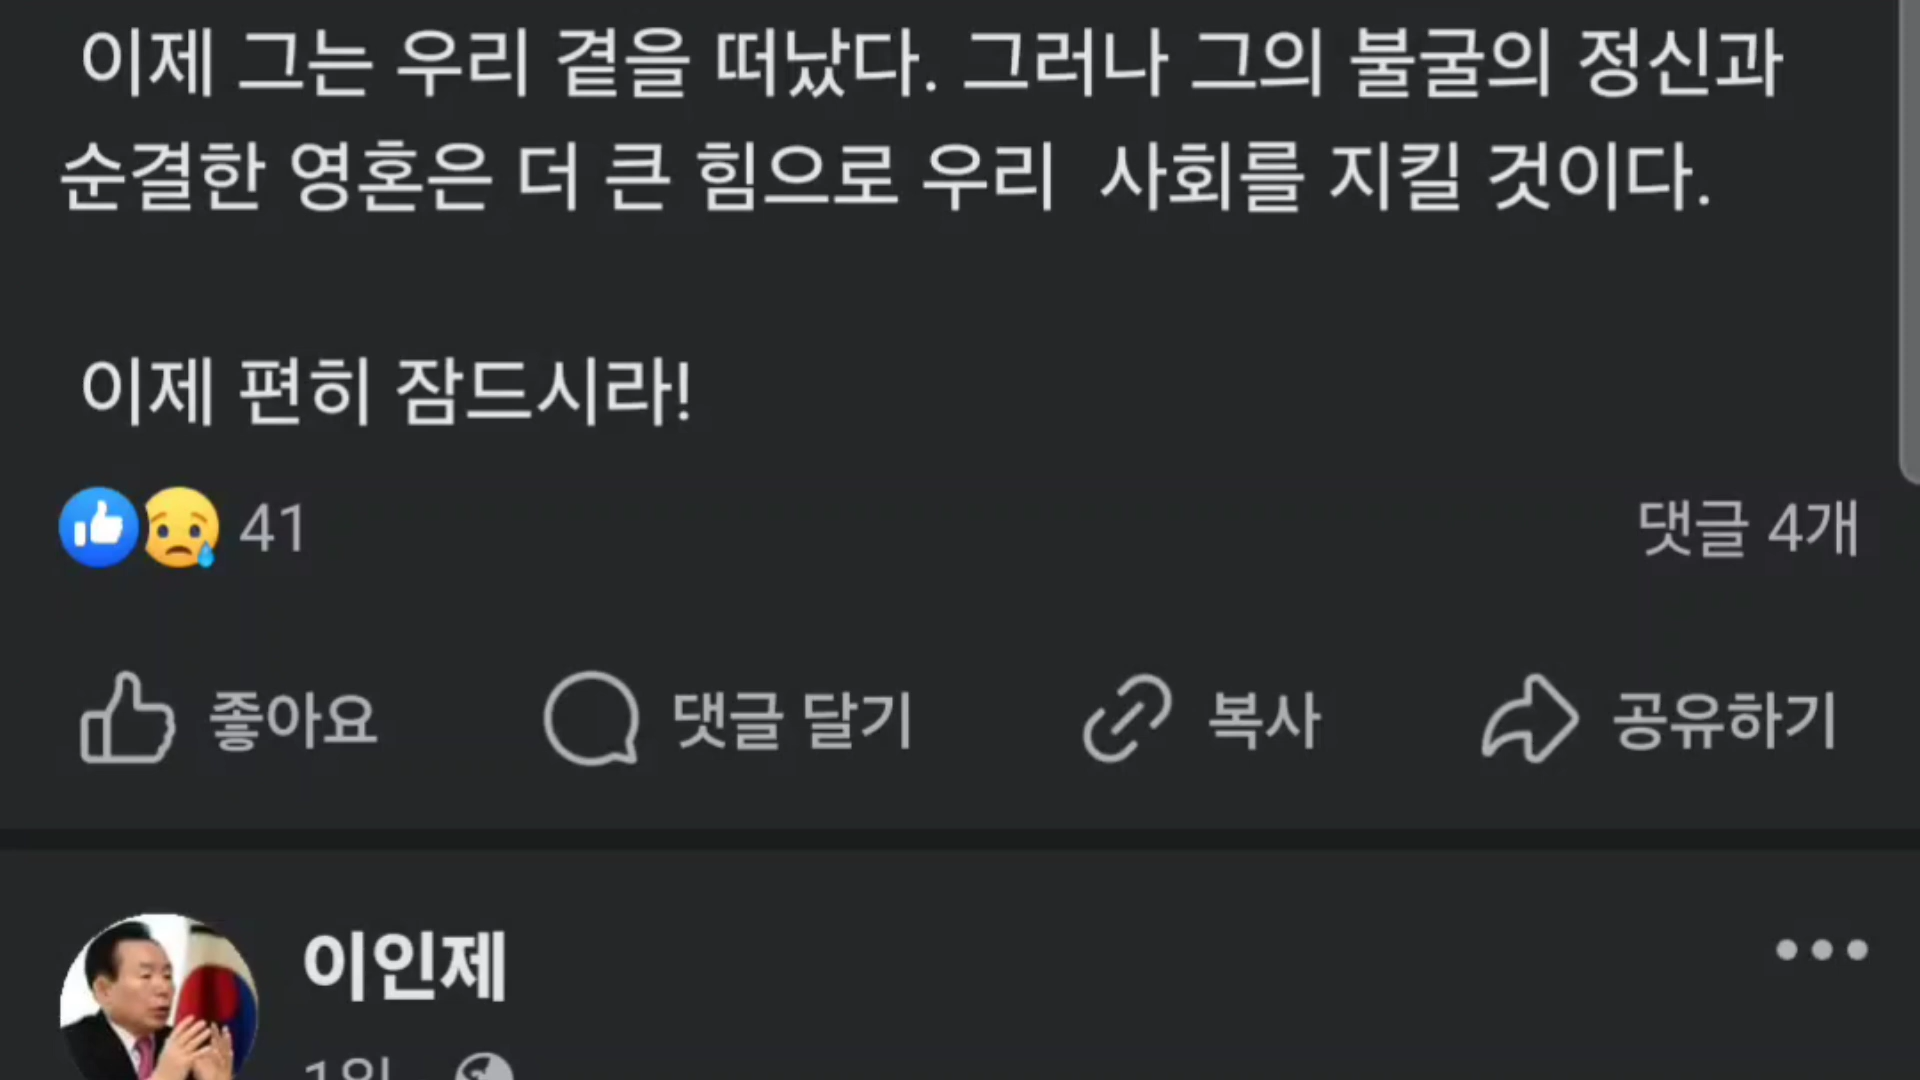 이제 그는 우리 곁을 떠났다. 그러나 그의 불굴의 정신과
순결한 영혼은 더 큰 힘으로 우리 사회를 지킬 것이다.
이제 편히 잠드시라!
41 댓글 4개
좋아요 댓글 달기 복사 공유하기
이인제